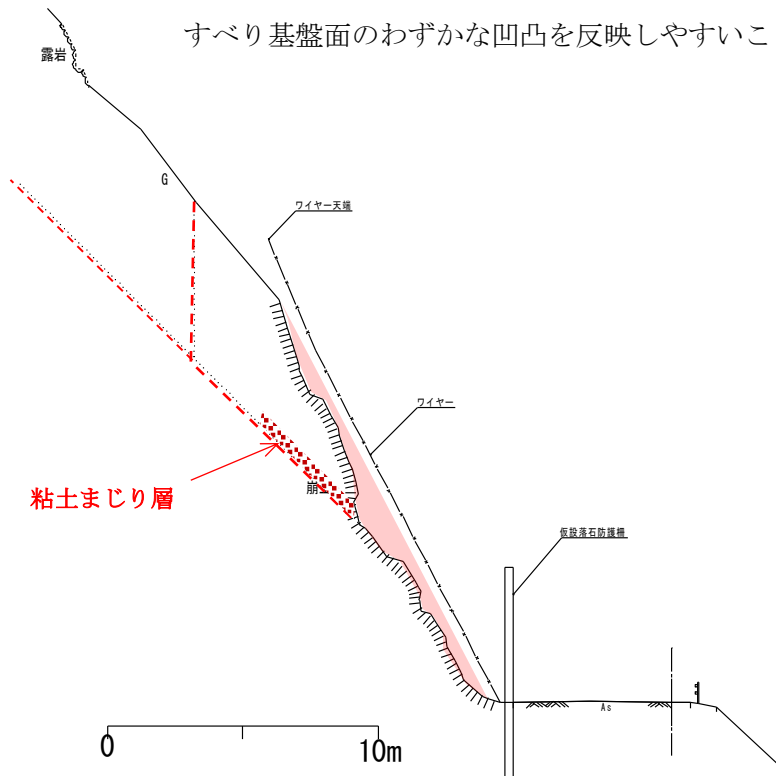 すべり基盤面のわずかな凹凸を反映しやすいこ
露岩
G
ワイヤー天端
ワイヤー
粘土まじり層
崩
仮設落石防護柵
As
0
10m